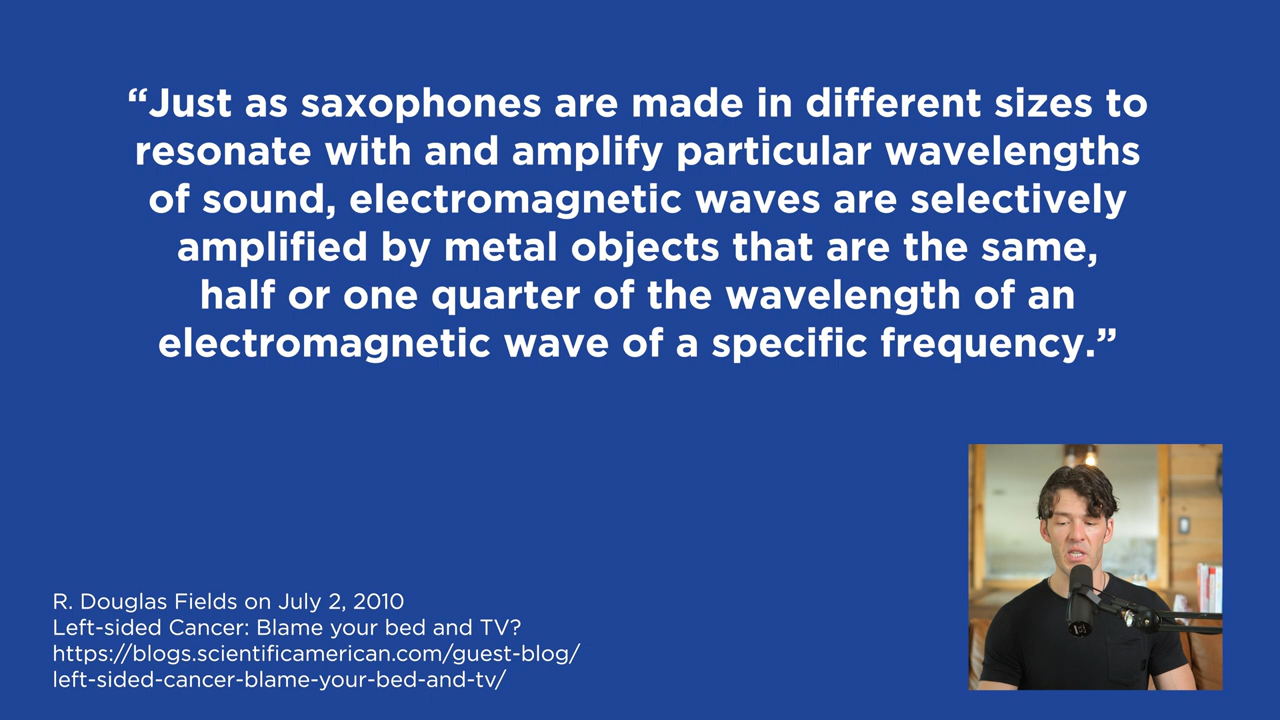 “Just as saxophones are made in different sizes to
resonate with and amplify particular wavelengths
of sound, electromagnetic waves are selectively
amplified by metal objects that are the same,
half or one quarter of the wavelength of an
electromagnetic wave of a specific frequency.”
R. Douglas Fields on July 2, 2010
Left-sided Cancer: Blame your bed and TV?
https://blogs.scientificamerican.com/guest-blog/
left-sided-cancer-blame-your-bed-and-tv/